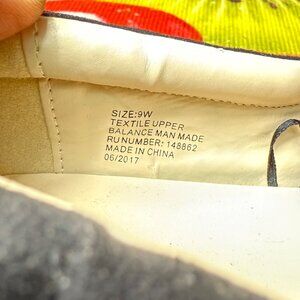 SIZE:9W
TEXTILE UPPER
BALANCE MAN MADE
RU NUMBER: 148862
MADE IN CHINA
06/2017